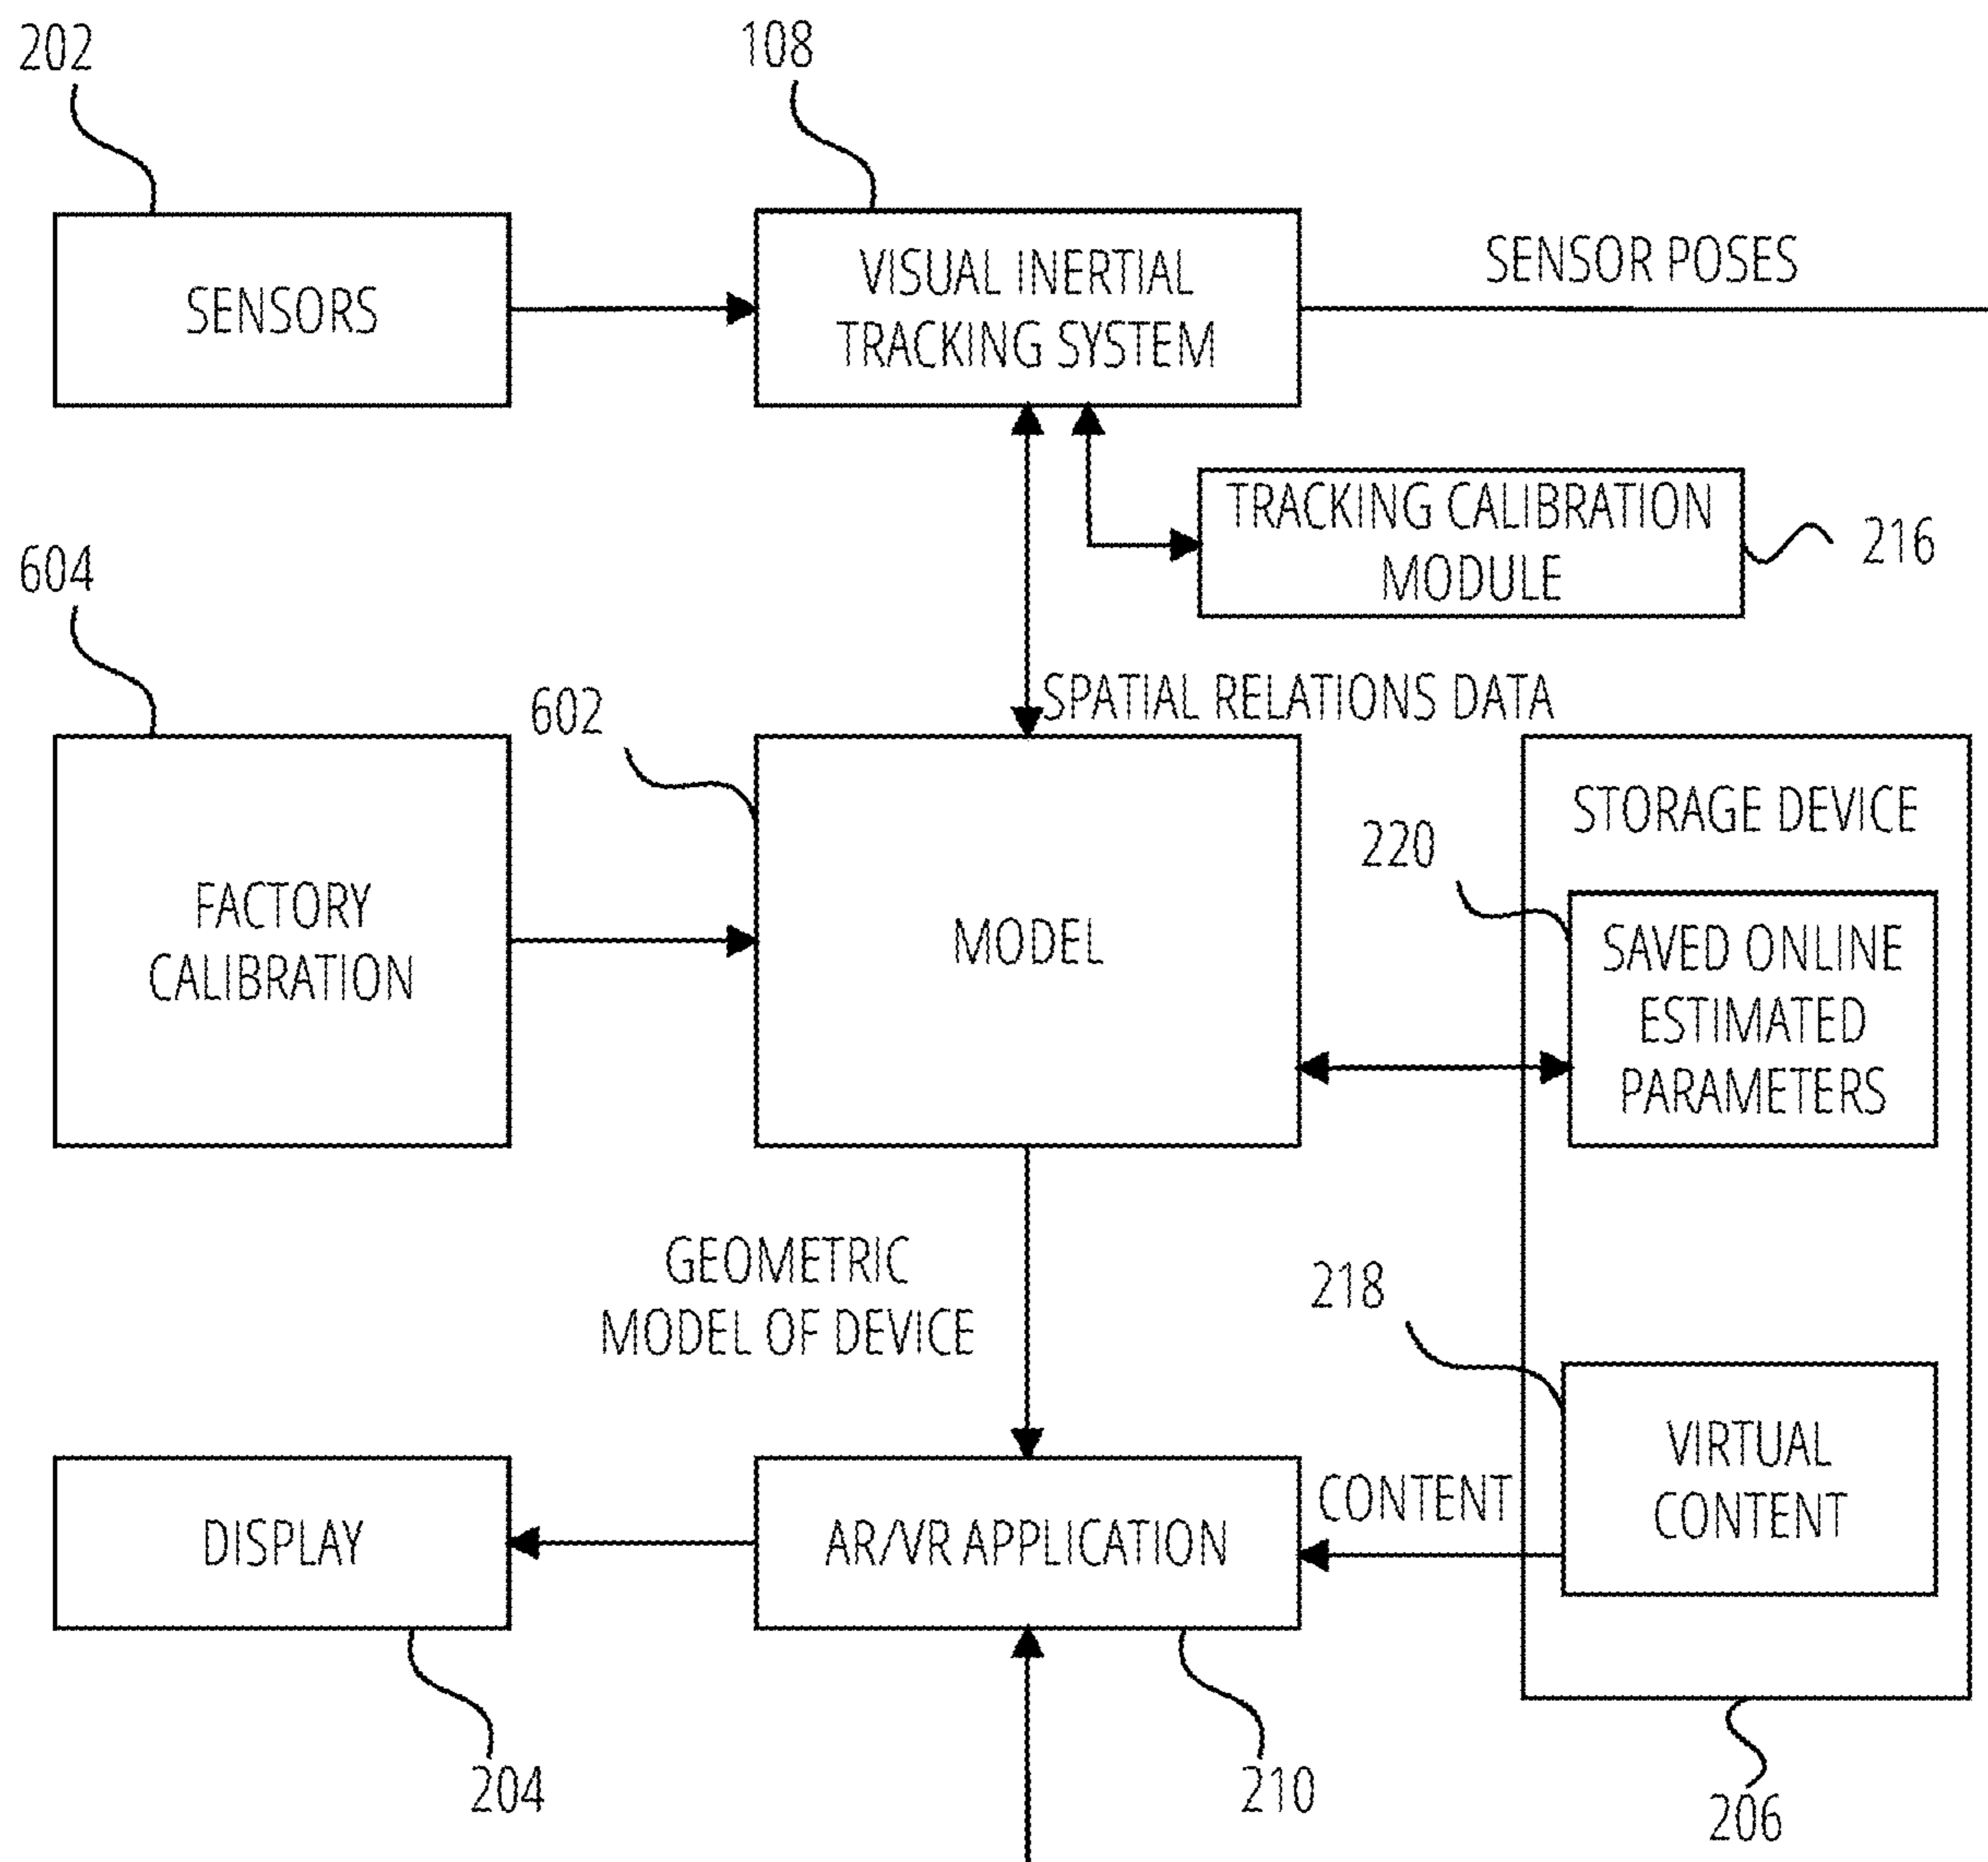 202
108
SENSORS
VISUAL INERTIAL
TRACKING SYSTEM
SENSOR POSES
TRACKING CALIBRATION
MODULE
216
604
602
SPATIAL RELATIONS DATA
FACTORY
CALIBRATION
MODEL
STORAGE DEVICE
220
SAVED ONLINE
ESTIMATED
PARAMETERS
GEOMETRIC
MODEL OF DEVICE
218
VIRTUAL
CONTENT
CONTENT
DISPLAY
AR/VR APPLICATION
204
210
206